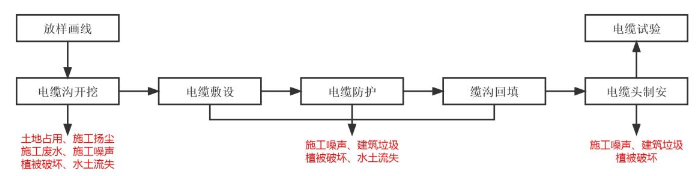 放样画线
电缆试验
电缆沟开挖
电缆敷设
电缆防护
缆沟回填
电缆头制安
土地占用、施工扬尘
施工废水、施工噪声
植被破坏、水土流失
施工噪声、建筑垃圾
植被破坏、水土流失
施工噪声、建筑垃圾
植被破坏